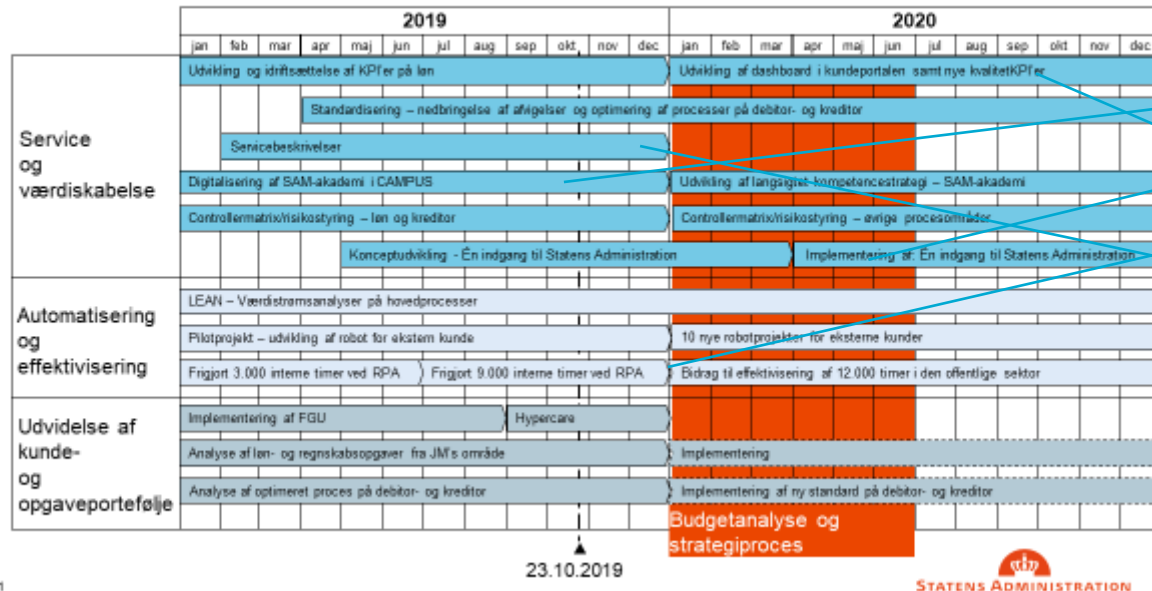 2019 2020
jan feb mar apr maj jun jul aug sep okt nov dec jan feb mar apr maj jun jul aug sep okt nov dec
Service
og
værdiskabelse
Udvikling og idriftsættelse af KPI'er på løn
Udvikling af dashboard i kundeportalen samt nye kvalitetKPI'er
Standardisering – nedbringelse af afvigelser og optimering af processer på debitor- og kreditor
Servicebeskrivelser
Digitalisering af SAM-akademi i CAMPUS
Udvikling af langsigtet kompetencestrategi – SAM-akademi
Controllermatrix/risikostyring – løn og kreditor
Controllermatrix/risikostyring – øvrige procesområder
Konceptudvikling - Én indgang til Statens Administration
Implementering af: Én indgang til Statens Administration
Automatisering
og
effektivisering
LEAN – Værdistrømsanalyser på hovedprocesser
Pilotprojekt – udvikling af robot for ekstern kunde
10 nye robotprojekter for eksterne kunder
Frigjort 3.000 interne timer ved RPA
Frigjort 9.000 interne timer ved RPA
Bidrag til effektivisering af 12.000 timer i den offentlige sektor
Udvidelse af
kunde-
og
opgaveportefølje
Implementering af FGU
Hypercare
Analyse af løn- og regnskabsopgaver fra JM's område
Implementering
Analyse af optimeret proces på debitor- og kreditor
Implementering af ny standard på debitor- og kreditor
Budgetanalyse og
strategiproces
23.10.2019
STATENS ADMINISTRATION